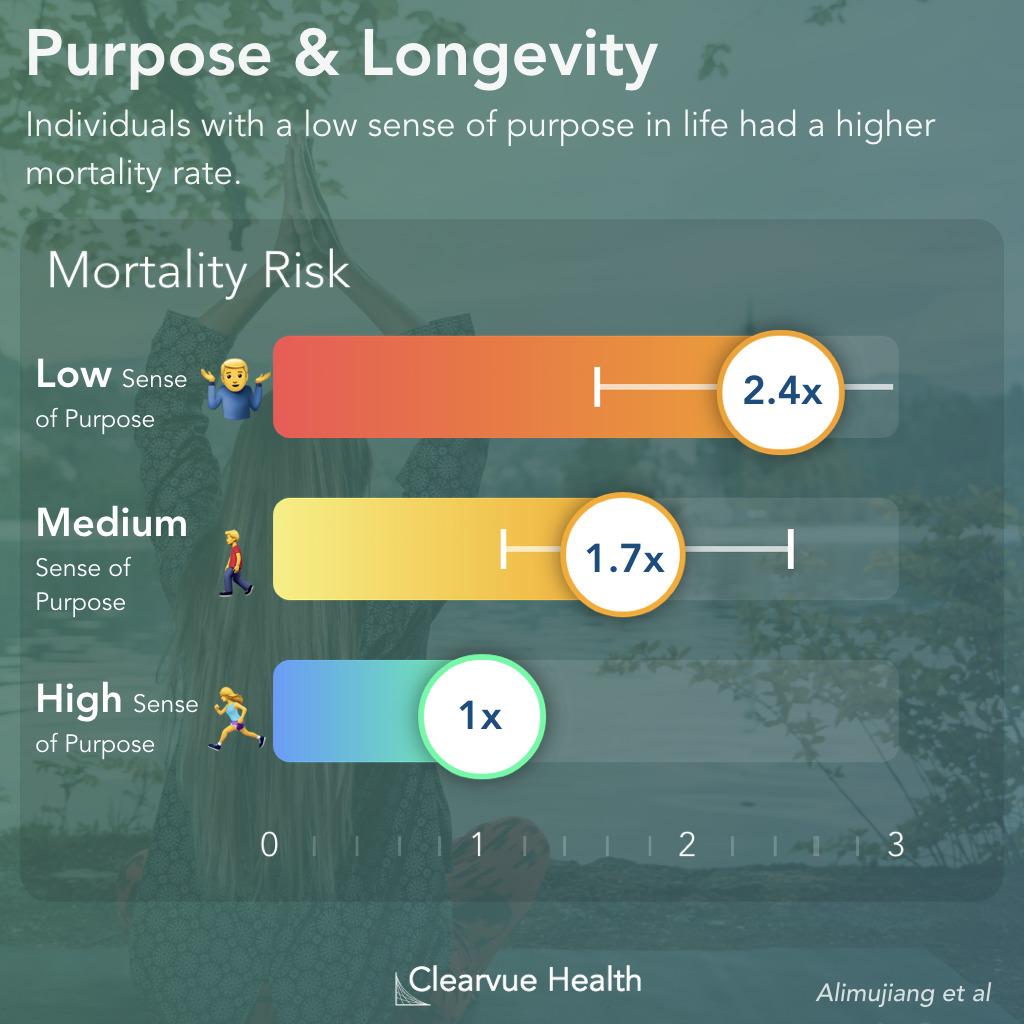 Purpose & Longevity
Individuals with a low sense of purpose in life had a higher
mortality rate.
Mortality Risk
Low Sense
of Purpose
2.4x
Medium
Sense of
Purpose
1.7x
High Sense
of Purpose
1x
0 1 2 3
Clearvue Health
Alimujiang et al